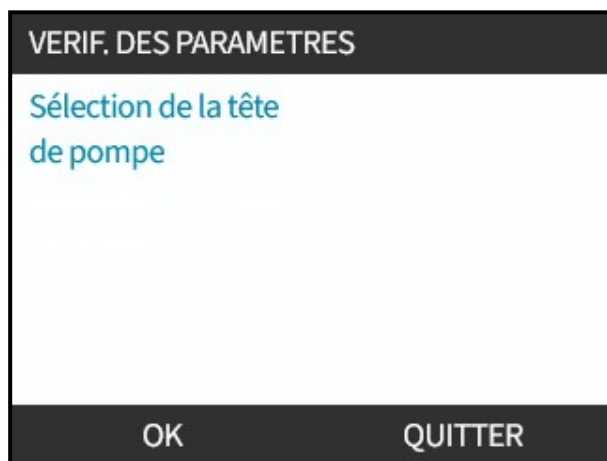 VERIF. DES PARAMETRES
Sélection de la tête
de pompe
OK
QUITTER